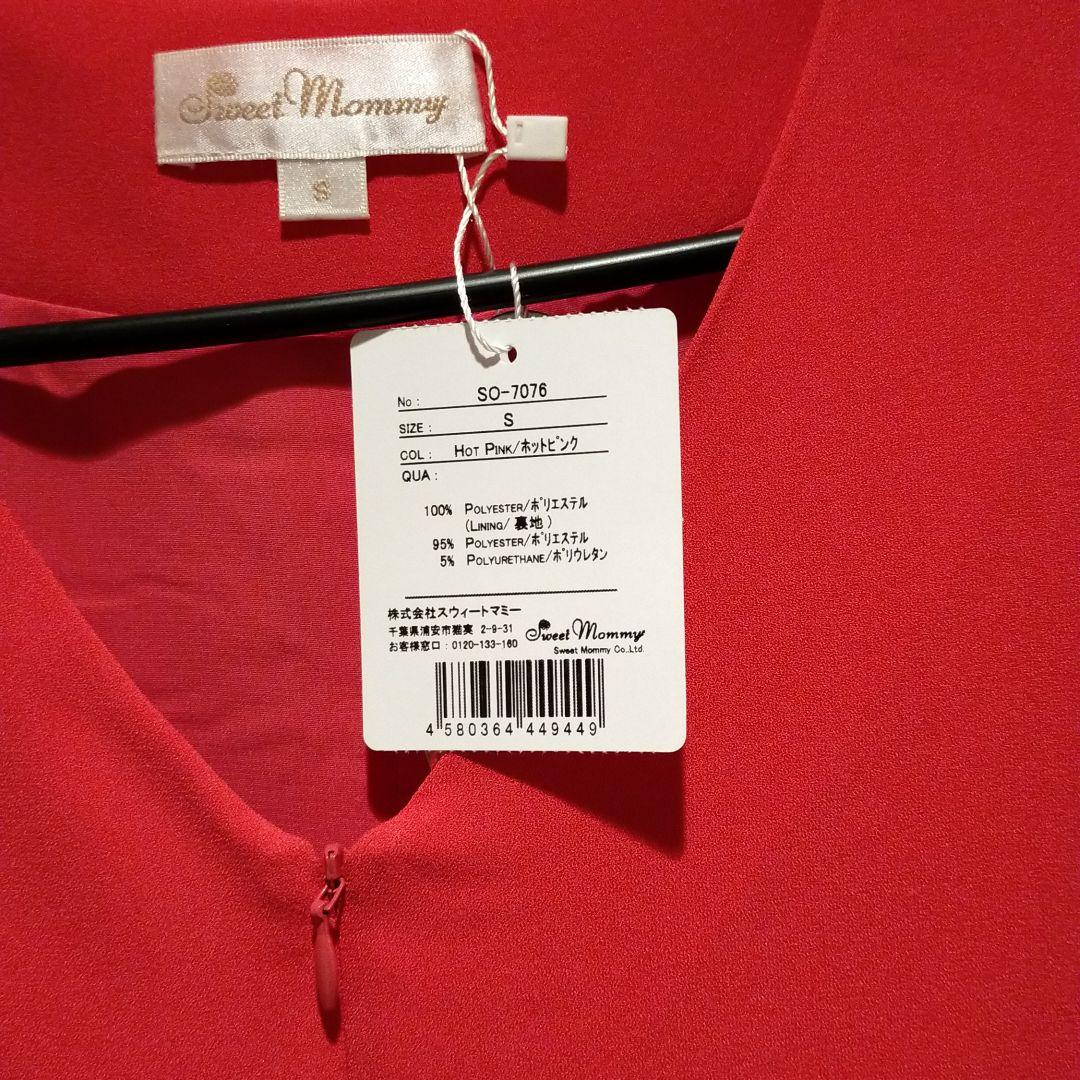 Sweet Mommy
S
No : SO-7076
SIZE : S
COL : HOT PINK/ホットピンク
QUA :
100% POLYESTER/ポリエステル
(LINING/裏地)
95% POLYESTER/ポリエステル
5% POLYURETHANE/ポリウレタン
株式会社スウィートマミー
千葉県浦安市猫実 2-9-31
お客様窓口:0120-133-160
Sweet Mommy
Sweet Mommy Co.,Ltd.
4 580364 449449